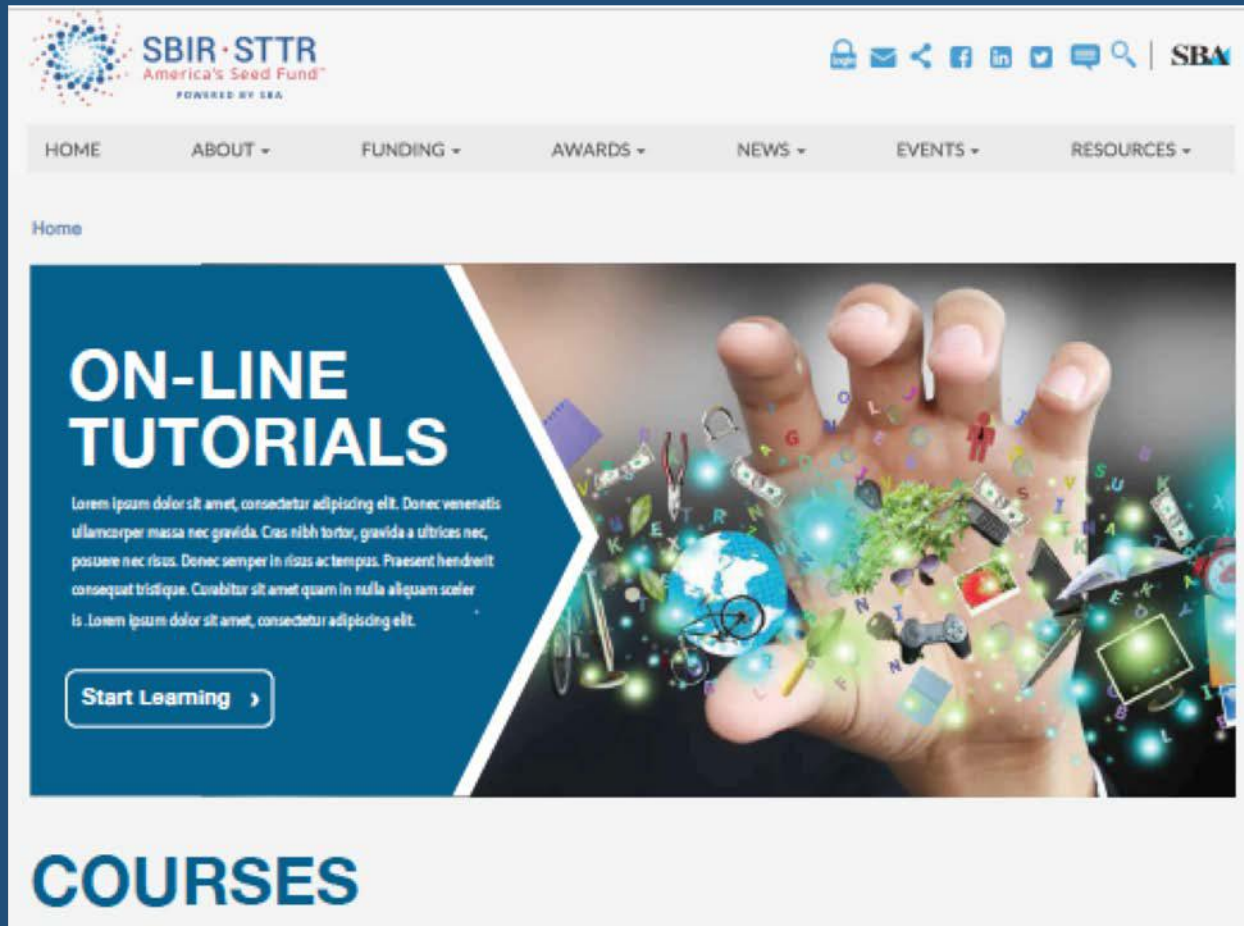 SBIR · STTR
America's Seed Fund™
POWERED BY SBA
login
SBA
HOME ABOUT FUNDING AWARDS NEWS EVENTS RESOURCES
Home
ON-LINE
TUTORIALS
Lorem ipsum dolor sit amet, consectetur adipiscing elit. Donec venenatis
ullamcorper massa nec gravida. Cras nibh tortor, gravida a ultrices nec,
posuere nec risus. Donec semper in risus ac tempus. Praesent hendrerit
consequat tristique. Curabitur sit amet quam in nulla aliquam sceler
is .Lorem ipsum dolor sit amet, consectetur adipiscing elit.
Start Learning ›
COURSES